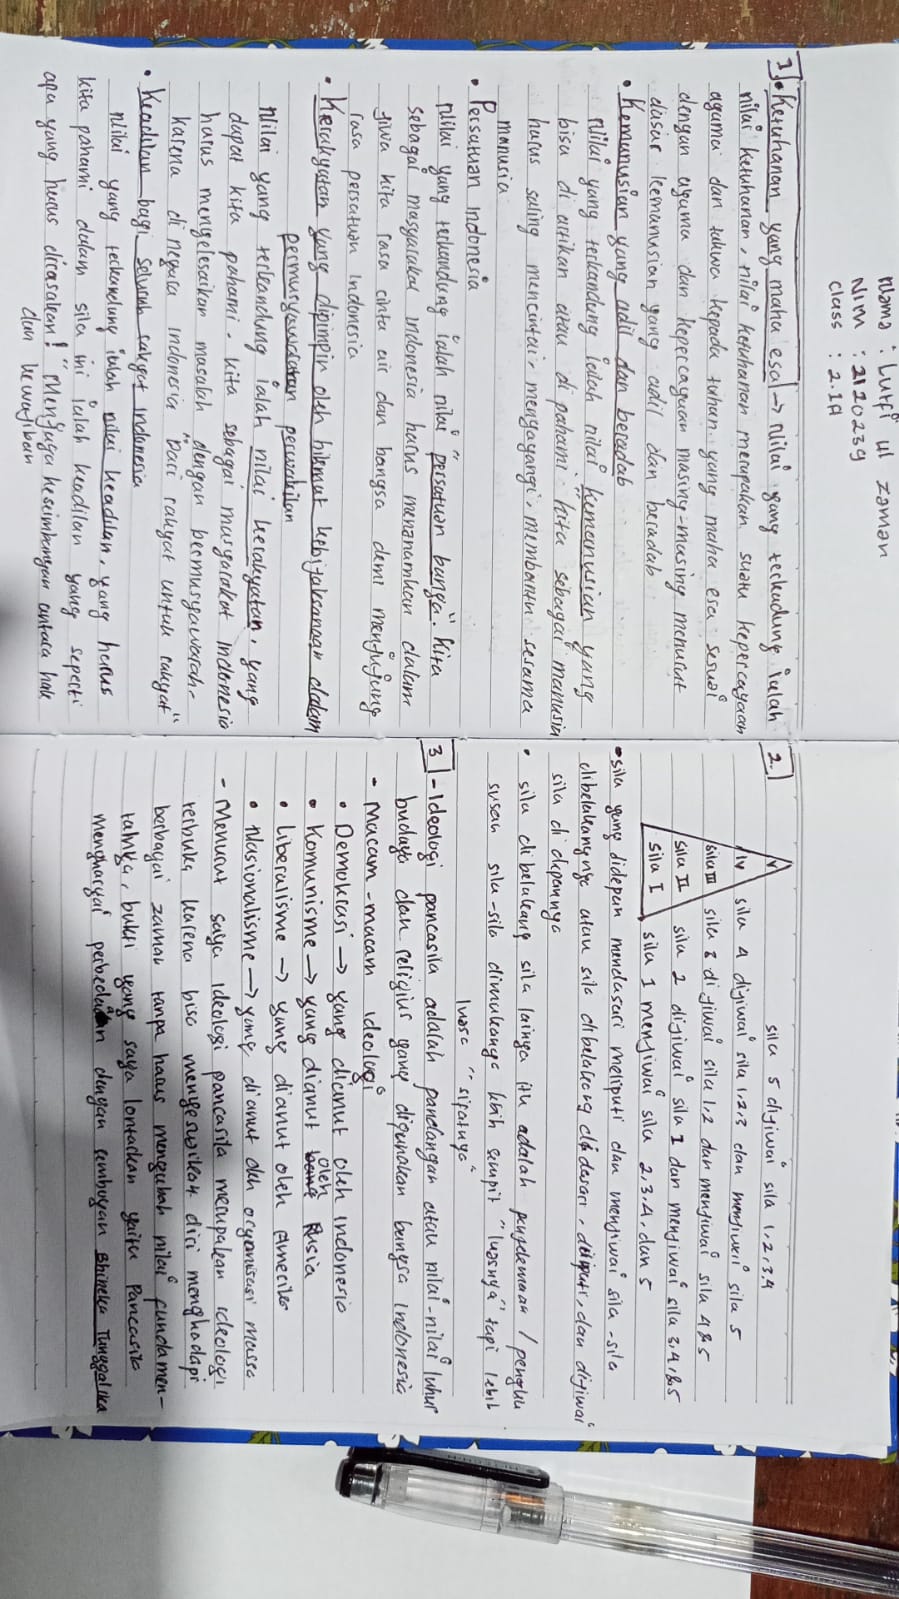 Nama : Lutfi ul zaman
NIM : 2120239
Class : 2.1A
1. • Ketuhanan yang maha esa → Nilai yang terkadung ialah
nilai ketuhanan, nilai ketuhanan merupakan suatu kepercayaan
agama dan takwa kepada tuhan yang maha esa sesuai
dengan agama dan kepercayaan masing-masing menurut
dasar kemanusian yang adil dan beradab
• Kemanusian yang adil dan beradab
Nilai yang terkandung ialah nilai kemanusian yang
bisa di artikan atau di pahami "kita sebagai manusia
harus saling mencintai, mengayangi, membantu sesama
manusia
• Persatuan Indonesia
Nilai yang terkandung ialah nilai "persatuan banga". Kita
sebagai masyarakat indonesia harus menanamkan dalam
jiwa kita rasa cinta air dan bangsa demi menjujung
rasa persatuan Indonesia
• Kerakyatan yang dipimpin oleh hikmat kebijaksanaan dalam
permusyawaratan perwakilan
Nilai yang terkandung ialah nilai kerakyatan, yang
dapat kita pahami. kita sebagai masyarakat indonesia
harus mengelesaikan masalah dengan bermusyawarah
karena di negara indonesia "Dari rakyat untuk rakyat"
• Keadilan bagi seluruh rakyat indonesia
Nilai yang terkandung ialah nilai keadilan, yang harus
kita pahami dalam sila ini ialah keadilan yang seperti
apa yang harus dirasakan! "Menjaga keseimbangan antara hak
dan kewajiban
2.
V
IV
Sila III
Sila II
Sila I
sila 5 dijiwai sila 1,2,3,4
sila 4 dijiwai sila 1,2,3 dan menjiwai sila 5
sila 3 di jiwai sila 1,2 dan menjiwai sila 4&5
sila 2 dijiwai sila I dan menjiwai sila 3,4,&5
sila I menjiwai sila 2,3,4, dan 5
• sila yang didepan mendasari meliputi dan menjiwai sila-sila
dibelakangnya atau sila dibelakang di dasari, diliputi, dan dijiwai
sila di depannya
• sila dibelakang sila lainya itu adalah penjelemaan / penghu
susan sila-sila dimukanya lebih sempit "luasnya" tapi lebih
luasa "sifatnya"
3 - Ideologi pancasila adalah pandangan atau nilai-nilai luhur
budaya dan religius yang digunakan bangsa Indonesia
- Macam-macam ideologi
• Demokrasi → yang dianut oleh indonesia
• Komunisme → yang dianut oleh Rusia
• Liberalisme → yang dianut oleh Amerika
• Nasionalisme → yang dianut oleh organisasi massa
- Menurut saya ideologi pancasila merupakan ideologi
terbuka karena bisa mengesuikan diri menghadapi
berbagai zaman tanpa harus mengubah nilai fundamen-
talnya, bukti yang saya lontarkan yaitu Pancasila
menghargai perbedaan dengan semboyan Bhineka Tunggal ika